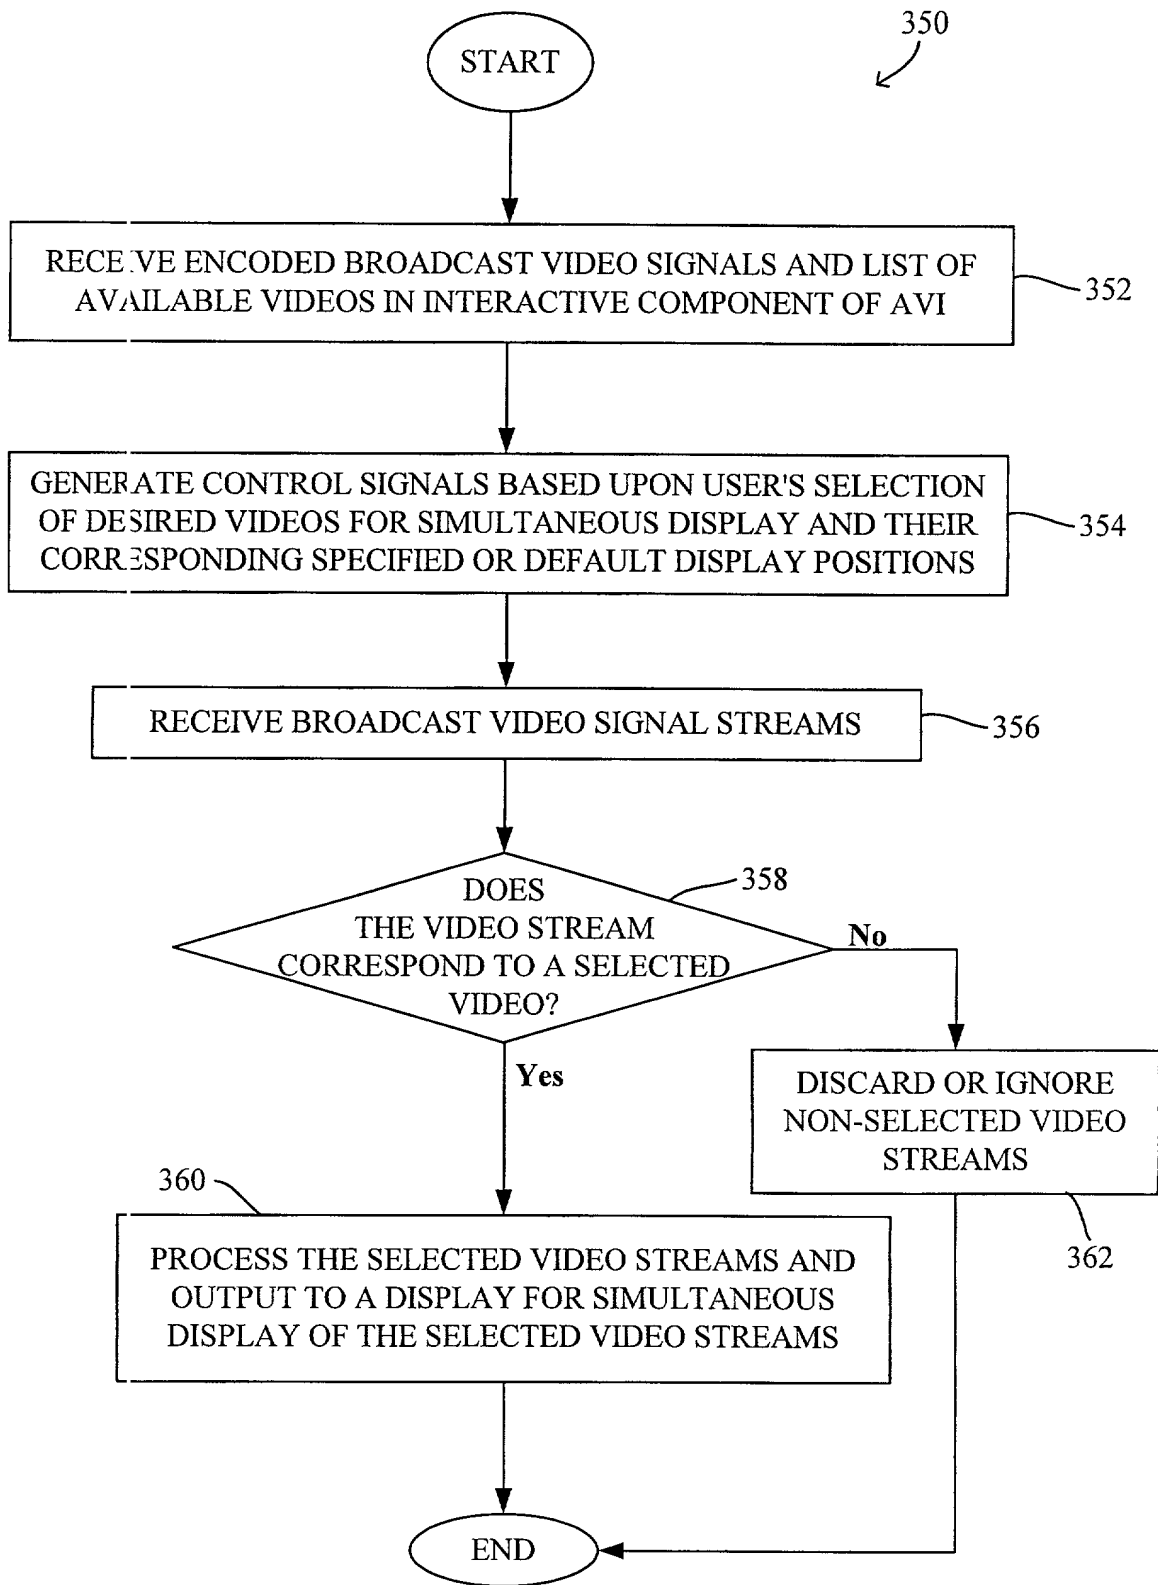 350
START
RECEIVE ENCODED BROADCAST VIDEO SIGNALS AND LIST OF
AVAILABLE VIDEOS IN INTERACTIVE COMPONENT OF AVI
352
GENERATE CONTROL SIGNALS BASED UPON USER'S SELECTION
OF DESIRED VIDEOS FOR SIMULTANEOUS DISPLAY AND THEIR
CORRESPONDING SPECIFIED OR DEFAULT DISPLAY POSITIONS
354
RECEIVE BROADCAST VIDEO SIGNAL STREAMS
356
DOES
THE VIDEO STREAM
CORRESPOND TO A SELECTED
VIDEO?
358
No
Yes
DISCARD OR IGNORE
NON-SELECTED VIDEO
STREAMS
362
360
PROCESS THE SELECTED VIDEO STREAMS AND
OUTPUT TO A DISPLAY FOR SIMULTANEOUS
DISPLAY OF THE SELECTED VIDEO STREAMS
END